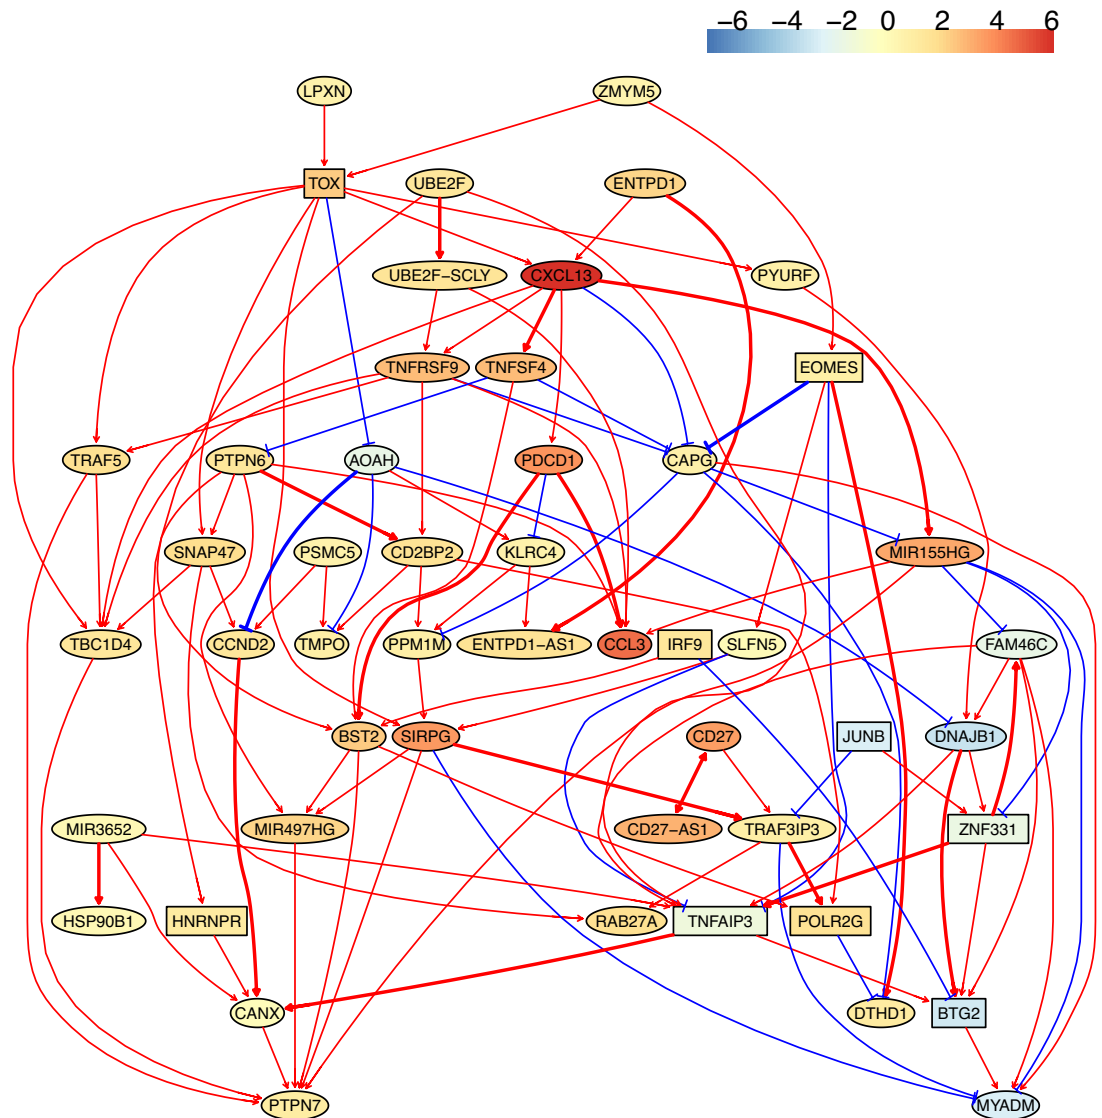 −6 −4 −2 0 2 4 6
LPXN ZMYM5
TOX UBE2F ENTPD1
UBE2F−SCLY CXCL13 PYURF
TNFRSF9 TNFSF4 EOMES
TRAF5 PTPN6 AOAH PDCD1 CAPG
SNAP47 PSMC5 CD2BP2 KLRC4 MIR155HG
TBC1D4 CCND2 TMPO PPM1M ENTPD1−AS1 CCL3 IRF9 SLFN5 FAM46C
BST2 SIRPG CD27 JUNB DNAJB1
MIR3652 MIR497HG CD27−AS1 TRAF3IP3 ZNF331
HSP90B1 HNRNPR RAB27A TNFAIP3 POLR2G
CANX DTHD1 BTG2
PTPN7 MYADM